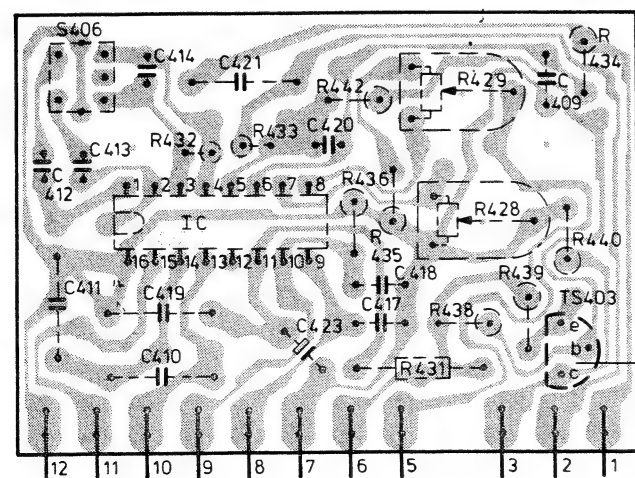 S406
C414
C421
R
434
R442
R429
C
409
R432
R433
C420
C
412
C413
R436
1 2 3 4 5 6 7 8
IC
R428
R
435
R440
16 15 14 13 12 11 10 9
C411
C419
C418
R439
TS403
C417
R438
e
C423
b
C410
R431
c
12 11 10 9 8 7 6 5 3 2 1